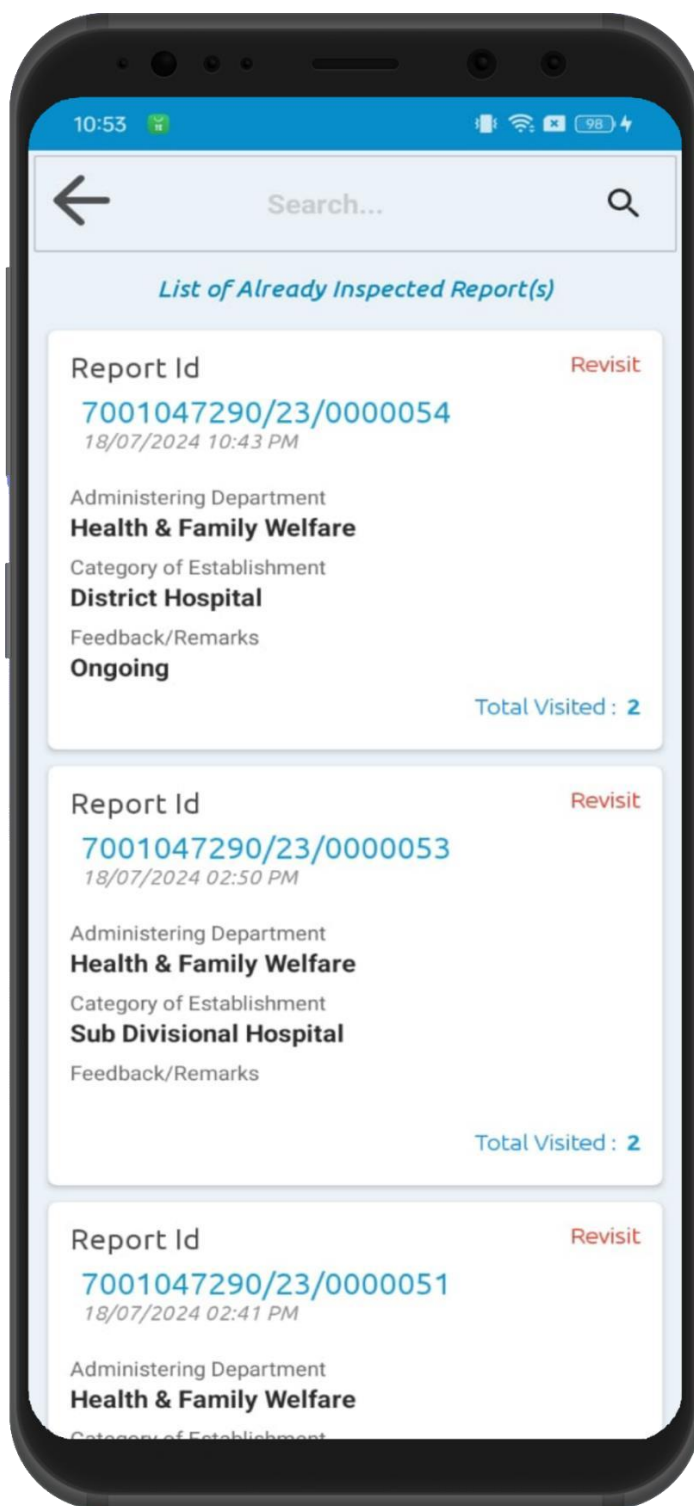 10:53
98
Search...
List of Already Inspected Report(s)
Report Id
Revisit
7001047290/23/0000054
18/07/2024 10:43 PM
Administering Department
Health & Family Welfare
Category of Establishment
District Hospital
Feedback/Remarks
Ongoing
Total Visited : 2
Report Id
Revisit
7001047290/23/0000053
18/07/2024 02:50 PM
Administering Department
Health & Family Welfare
Category of Establishment
Sub Divisional Hospital
Feedback/Remarks
Total Visited : 2
Report Id
Revisit
7001047290/23/0000051
18/07/2024 02:41 PM
Administering Department
Health & Family Welfare
Category of Establishment